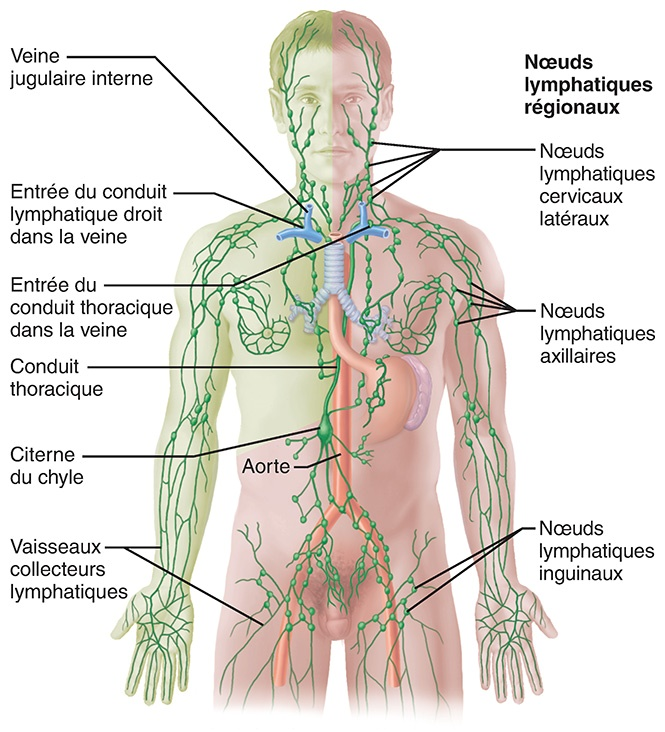 Veine
jugulaire interne
Entrée du conduit
lymphatique droit
dans la veine
Entrée du
conduit thoracique
dans la veine
Conduit
thoracique
Citerne
du chyle
Aorte
Vaisseaux
collecteurs
lymphatiques
Nœuds
lymphatiques
régionaux
Nœuds
lymphatiques
cervicaux
latéraux
Nœuds
lymphatiques
axillaires
Nœuds
lymphatiques
inguinaux